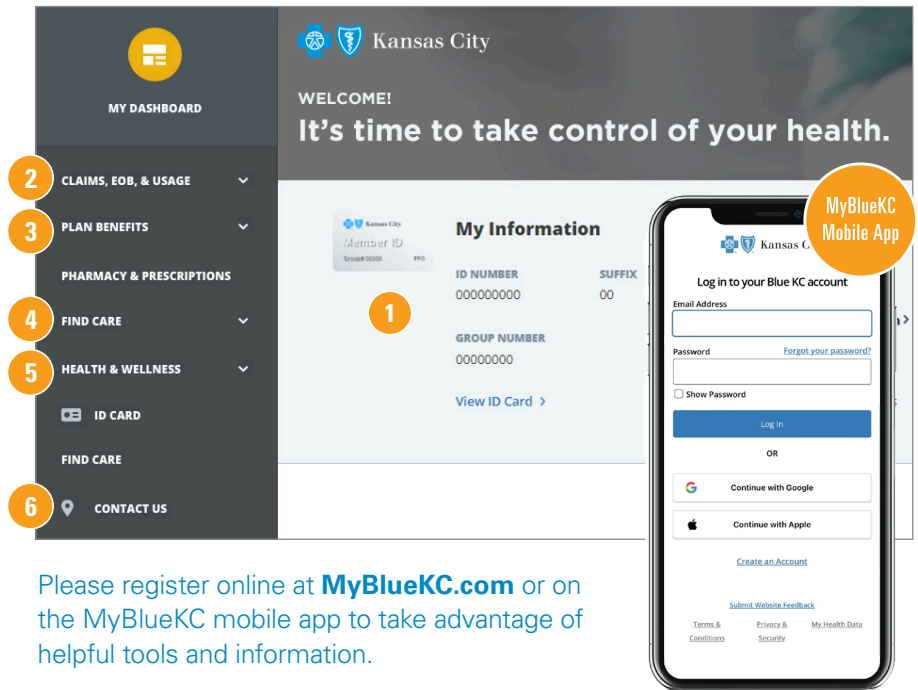 Kansas City
MY DASHBOARD
WELCOME!
It's time to take control of your health.
2
CLAIMS, EOB, & USAGE
3
PLAN BENEFITS
PHARMACY & PRESCRIPTIONS
4
FIND CARE
5
HEALTH & WELLNESS
ID CARD
FIND CARE
6
CONTACT US
Kansas City
Member ID
Group# 00000 PPO
1
My Information
ID NUMBER SUFFIX
000000000 00
GROUP NUMBER
00000000
View ID Card >
MyBlueKC
Mobile App
Kansas C
Log in to your Blue KC account
Email Address
Password Forgot your password?
Show Password
Log In
OR
Continue with Google
Continue with Apple
Create an Account
Submit Website Feedback
Terms & Privacy & My Health Data
Conditions Security
Please register online at MyBlueKC.com or on
the MyBlueKC mobile app to take advantage of
helpful tools and information.